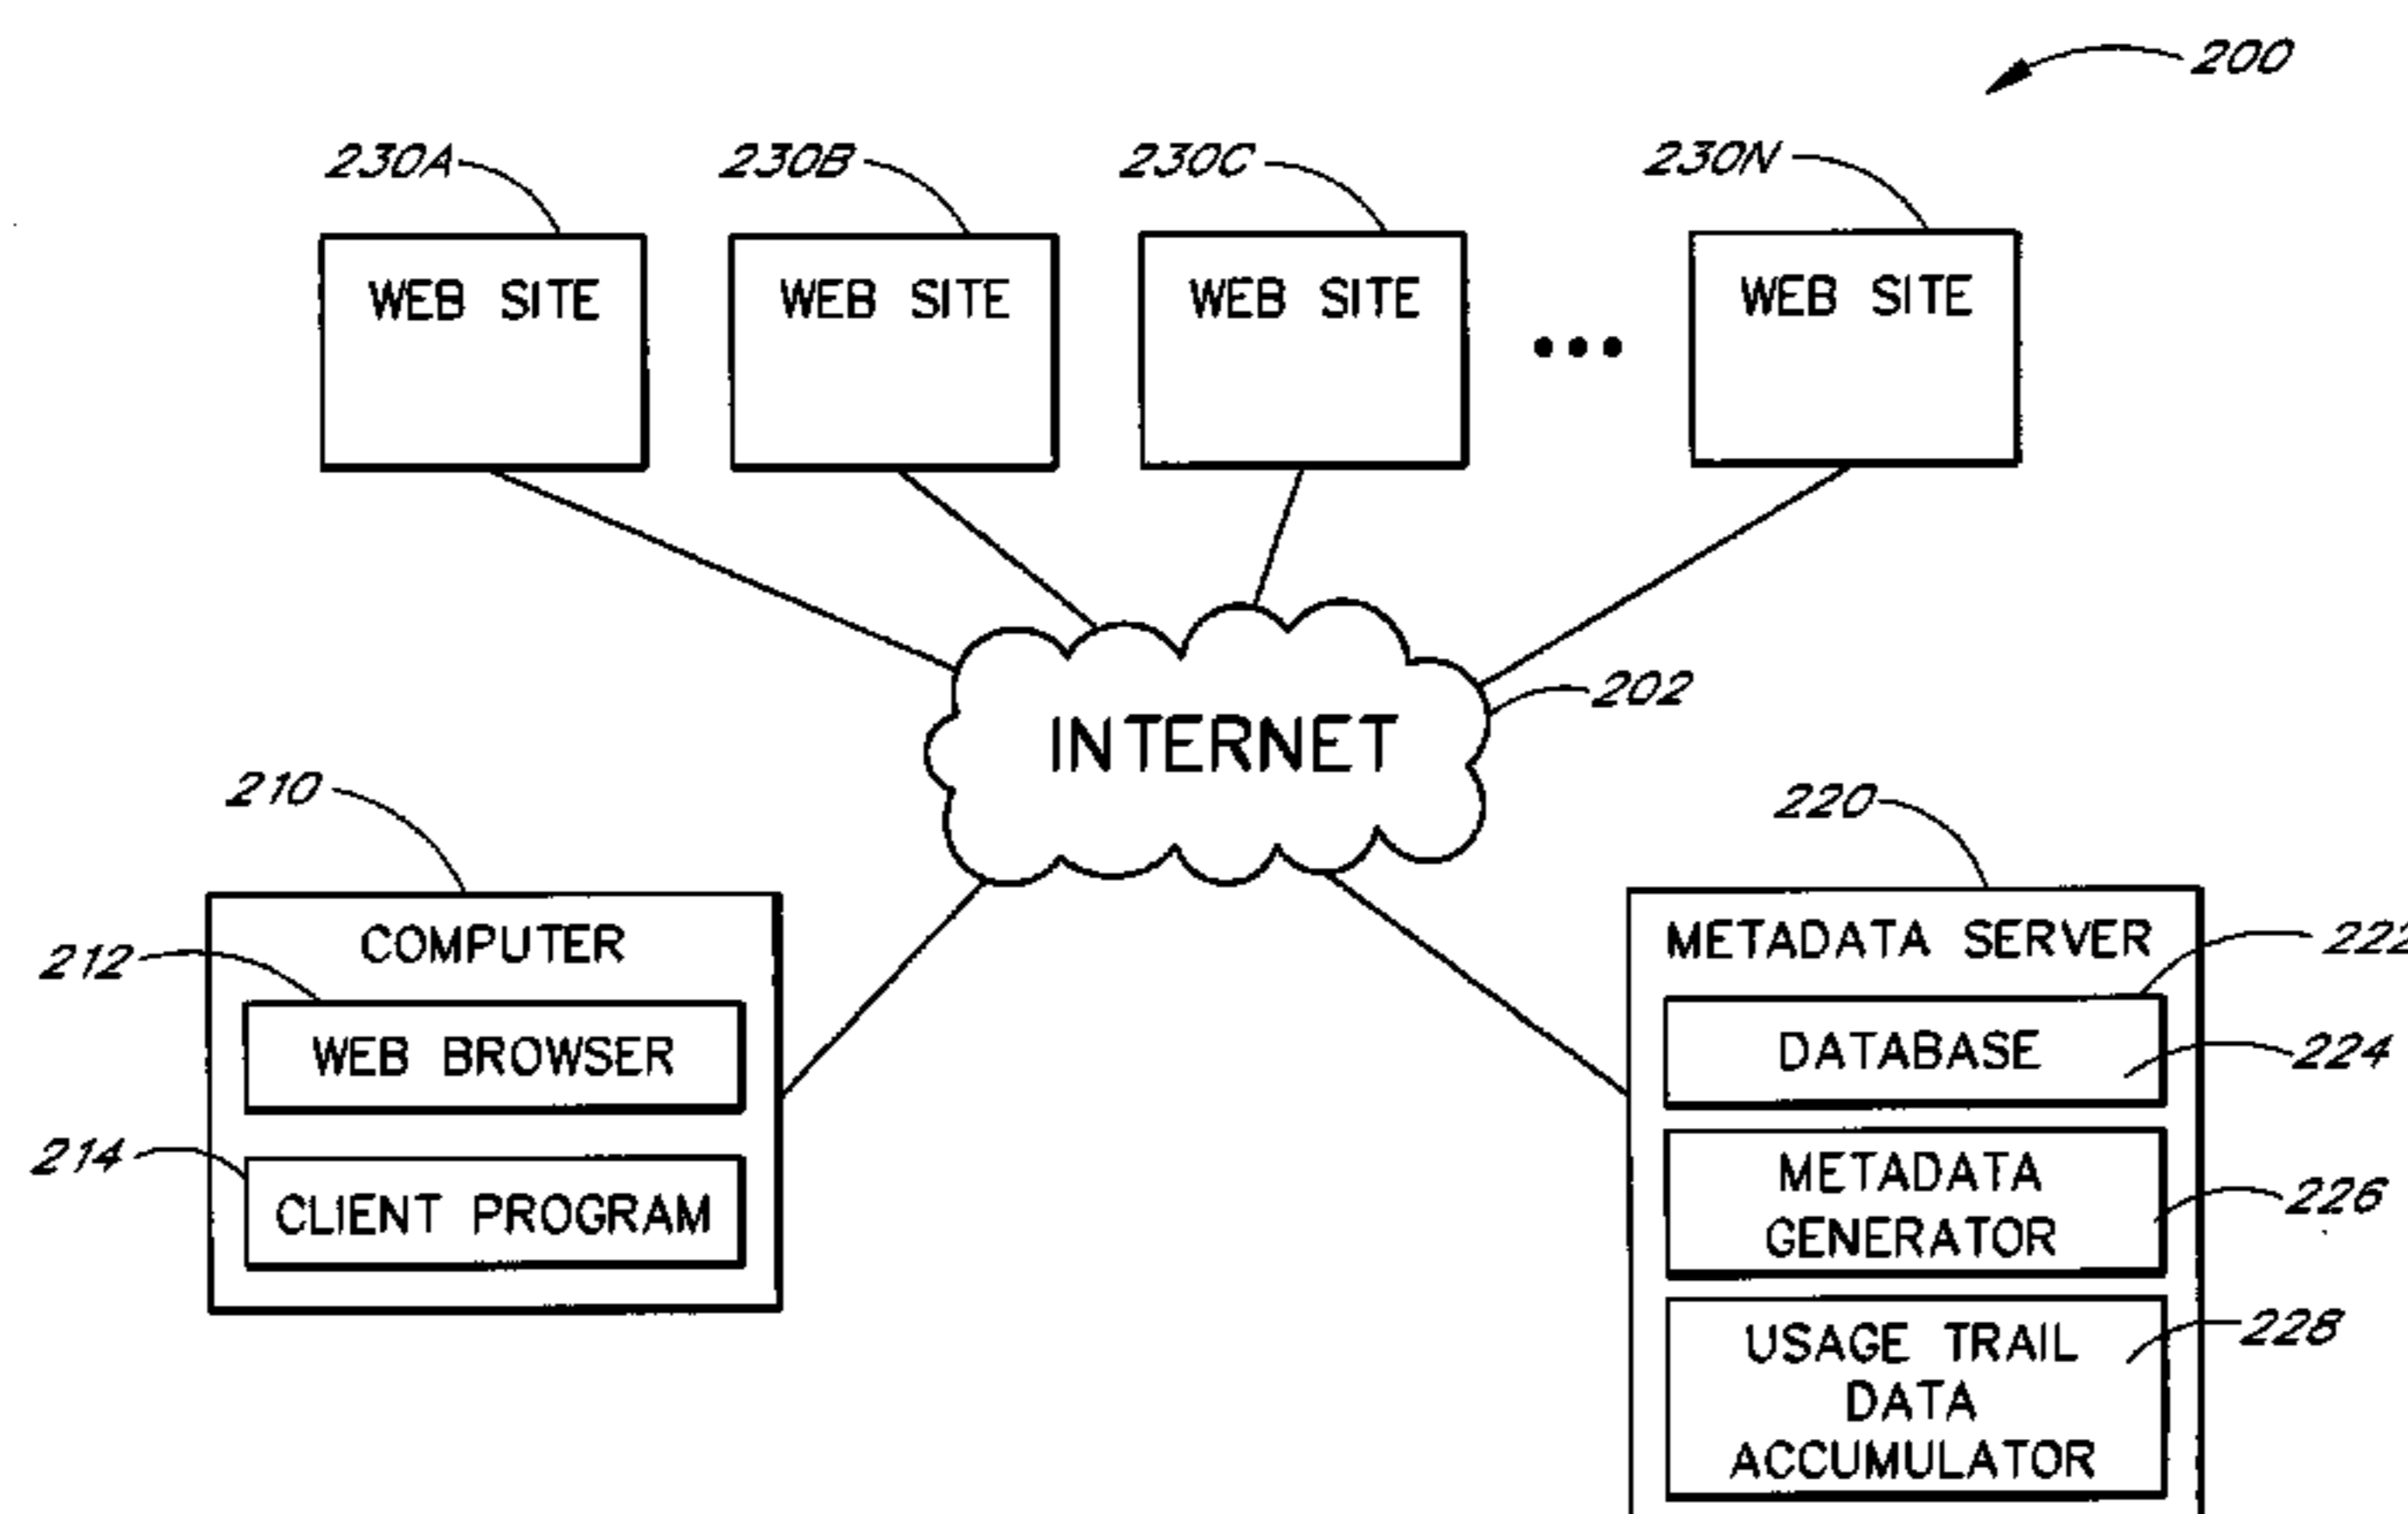 200
230A 230B 230C 230N
WEB SITE WEB SITE WEB SITE ••• WEB SITE
202
INTERNET
210
COMPUTER
212
WEB BROWSER
214
CLIENT PROGRAM
220
METADATA SERVER
222
DATABASE
224
METADATA
GENERATOR
226
USAGE TRAIL
DATA
ACCUMULATOR
228